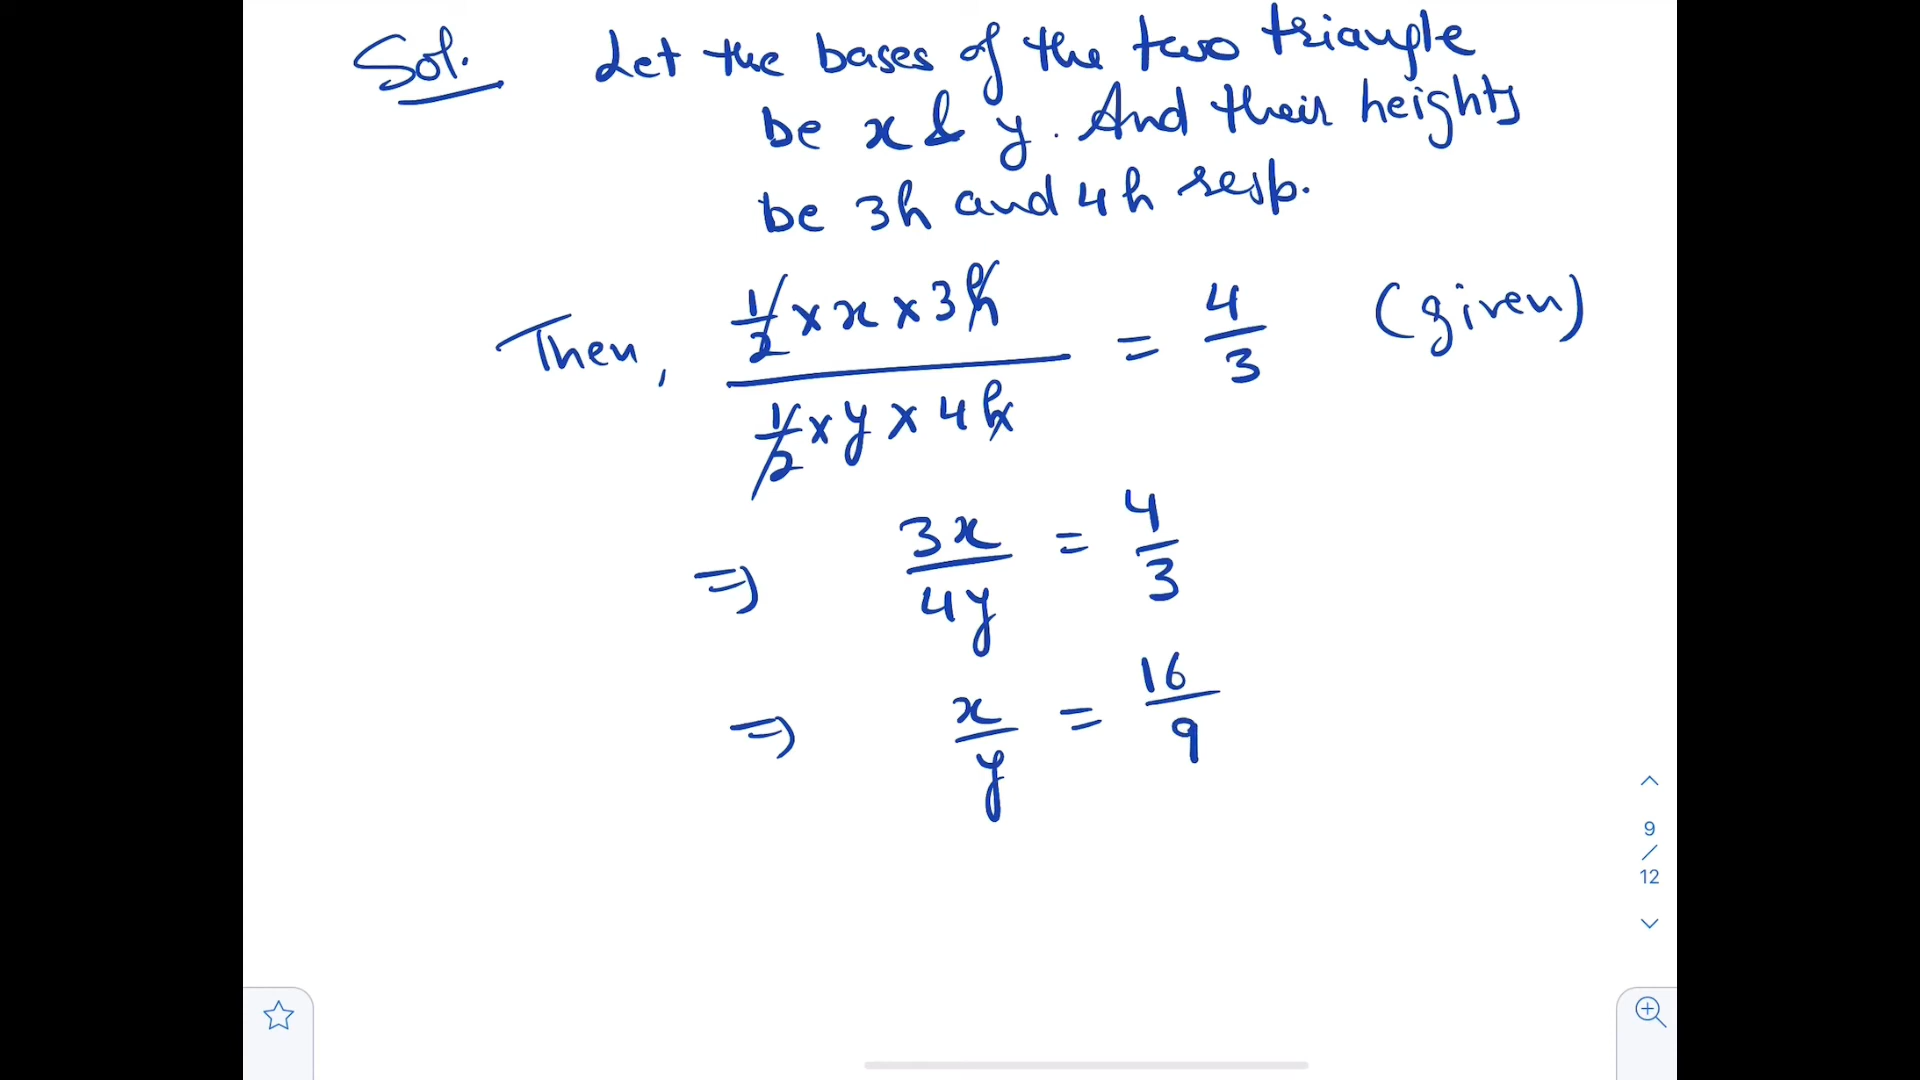 Sol. Let the bases of the two triangle
be x & y. And their heights
be 3h and 4h resp.
Then, (1/2 × x × 3h) / (1/2 × y × 4h) = 4/3 (given)
⇒ 3x/4y = 4/3
⇒ x/y = 16/9
9
/
12